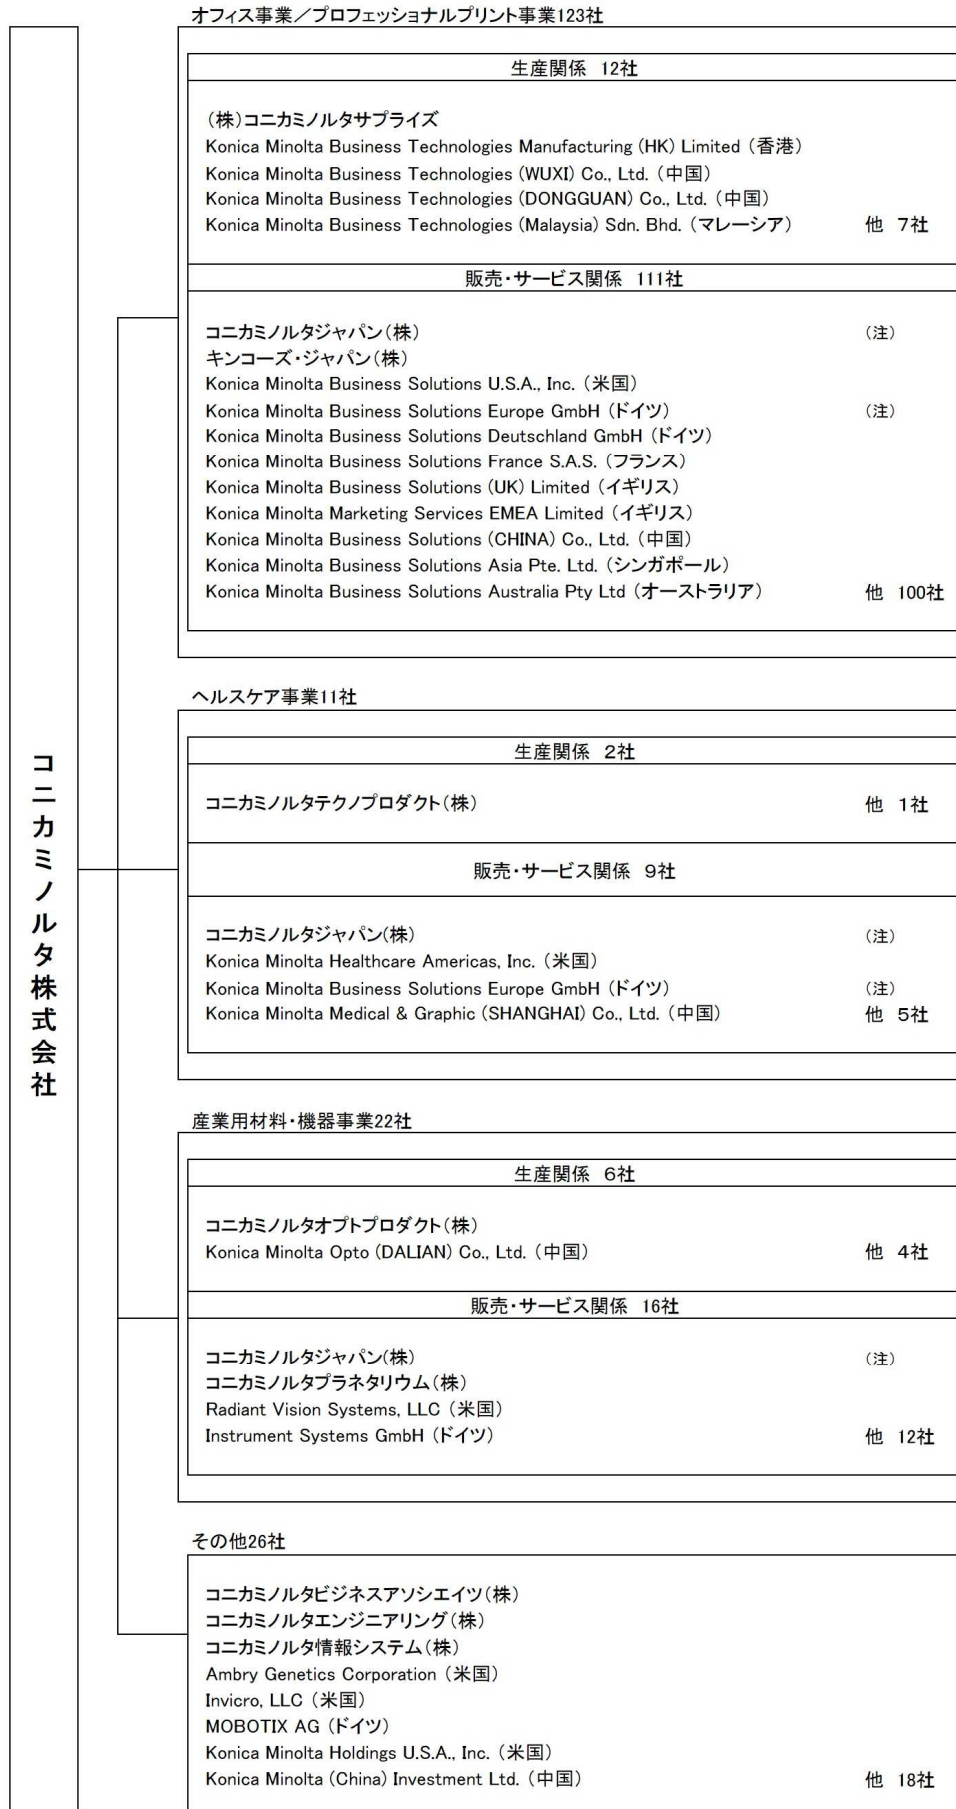 オフィス事業／プロフェッショナルプリント事業123社
生産関係 12社
（株）コニカミノルタサプライズ
Konica Minolta Business Technologies Manufacturing (HK) Limited（香港）
Konica Minolta Business Technologies (WUXI) Co., Ltd.（中国）
Konica Minolta Business Technologies (DONGGUAN) Co., Ltd.（中国）
Konica Minolta Business Technologies (Malaysia) Sdn. Bhd.（マレーシア） 他 7社
販売・サービス関係 111社
コニカミノルタジャパン（株） （注）
キンコーズ・ジャパン（株）
Konica Minolta Business Solutions U.S.A., Inc.（米国）
Konica Minolta Business Solutions Europe GmbH（ドイツ） （注）
Konica Minolta Business Solutions Deutschland GmbH（ドイツ）
Konica Minolta Business Solutions France S.A.S.（フランス）
Konica Minolta Business Solutions (UK) Limited（イギリス）
Konica Minolta Marketing Services EMEA Limited（イギリス）
Konica Minolta Business Solutions (CHINA) Co., Ltd.（中国）
Konica Minolta Business Solutions Asia Pte. Ltd.（シンガポール）
Konica Minolta Business Solutions Australia Pty Ltd（オーストラリア） 他 100社
コニカミノルタ株式会社
ヘルスケア事業11社
生産関係 2社
コニカミノルタテクノプロダクト（株） 他 1社
販売・サービス関係 9社
コニカミノルタジャパン(株） （注）
Konica Minolta Healthcare Americas, Inc.（米国）
Konica Minolta Business Solutions Europe GmbH（ドイツ） （注）
Konica Minolta Medical & Graphic (SHANGHAI) Co., Ltd.（中国） 他 5社
産業用材料・機器事業22社
生産関係 6社
コニカミノルタオプトプロダクト（株）
Konica Minolta Opto (DALIAN) Co., Ltd.（中国） 他 4社
販売・サービス関係 16社
コニカミノルタジャパン(株） （注）
コニカミノルタプラネタリウム（株）
Radiant Vision Systems, LLC（米国）
Instrument Systems GmbH（ドイツ） 他 12社
その他26社
コニカミノルタビジネスアソシエイツ（株）
コニカミノルタエンジニアリング（株）
コニカミノルタ情報システム（株）
Ambry Genetics Corporation（米国）
Invicro, LLC（米国）
MOBOTIX AG（ドイツ）
Konica Minolta Holdings U.S.A., Inc.（米国）
Konica Minolta (China) Investment Ltd.（中国） 他 18社